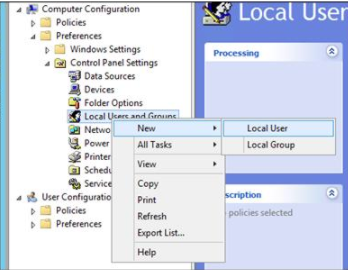 Computer Configuration
Policies
Preferences
Windows Settings
Control Panel Settings
Data Sources
Devices
Folder Options
Local Users and Groups
Netwo
Power
Printer
Schedu
Service
User Configuratio
Policies
Preferences
New
All Tasks
View
Copy
Print
Refresh
Export List...
Help
Local User
Local Group
Local User
Processing
scription
policies selected